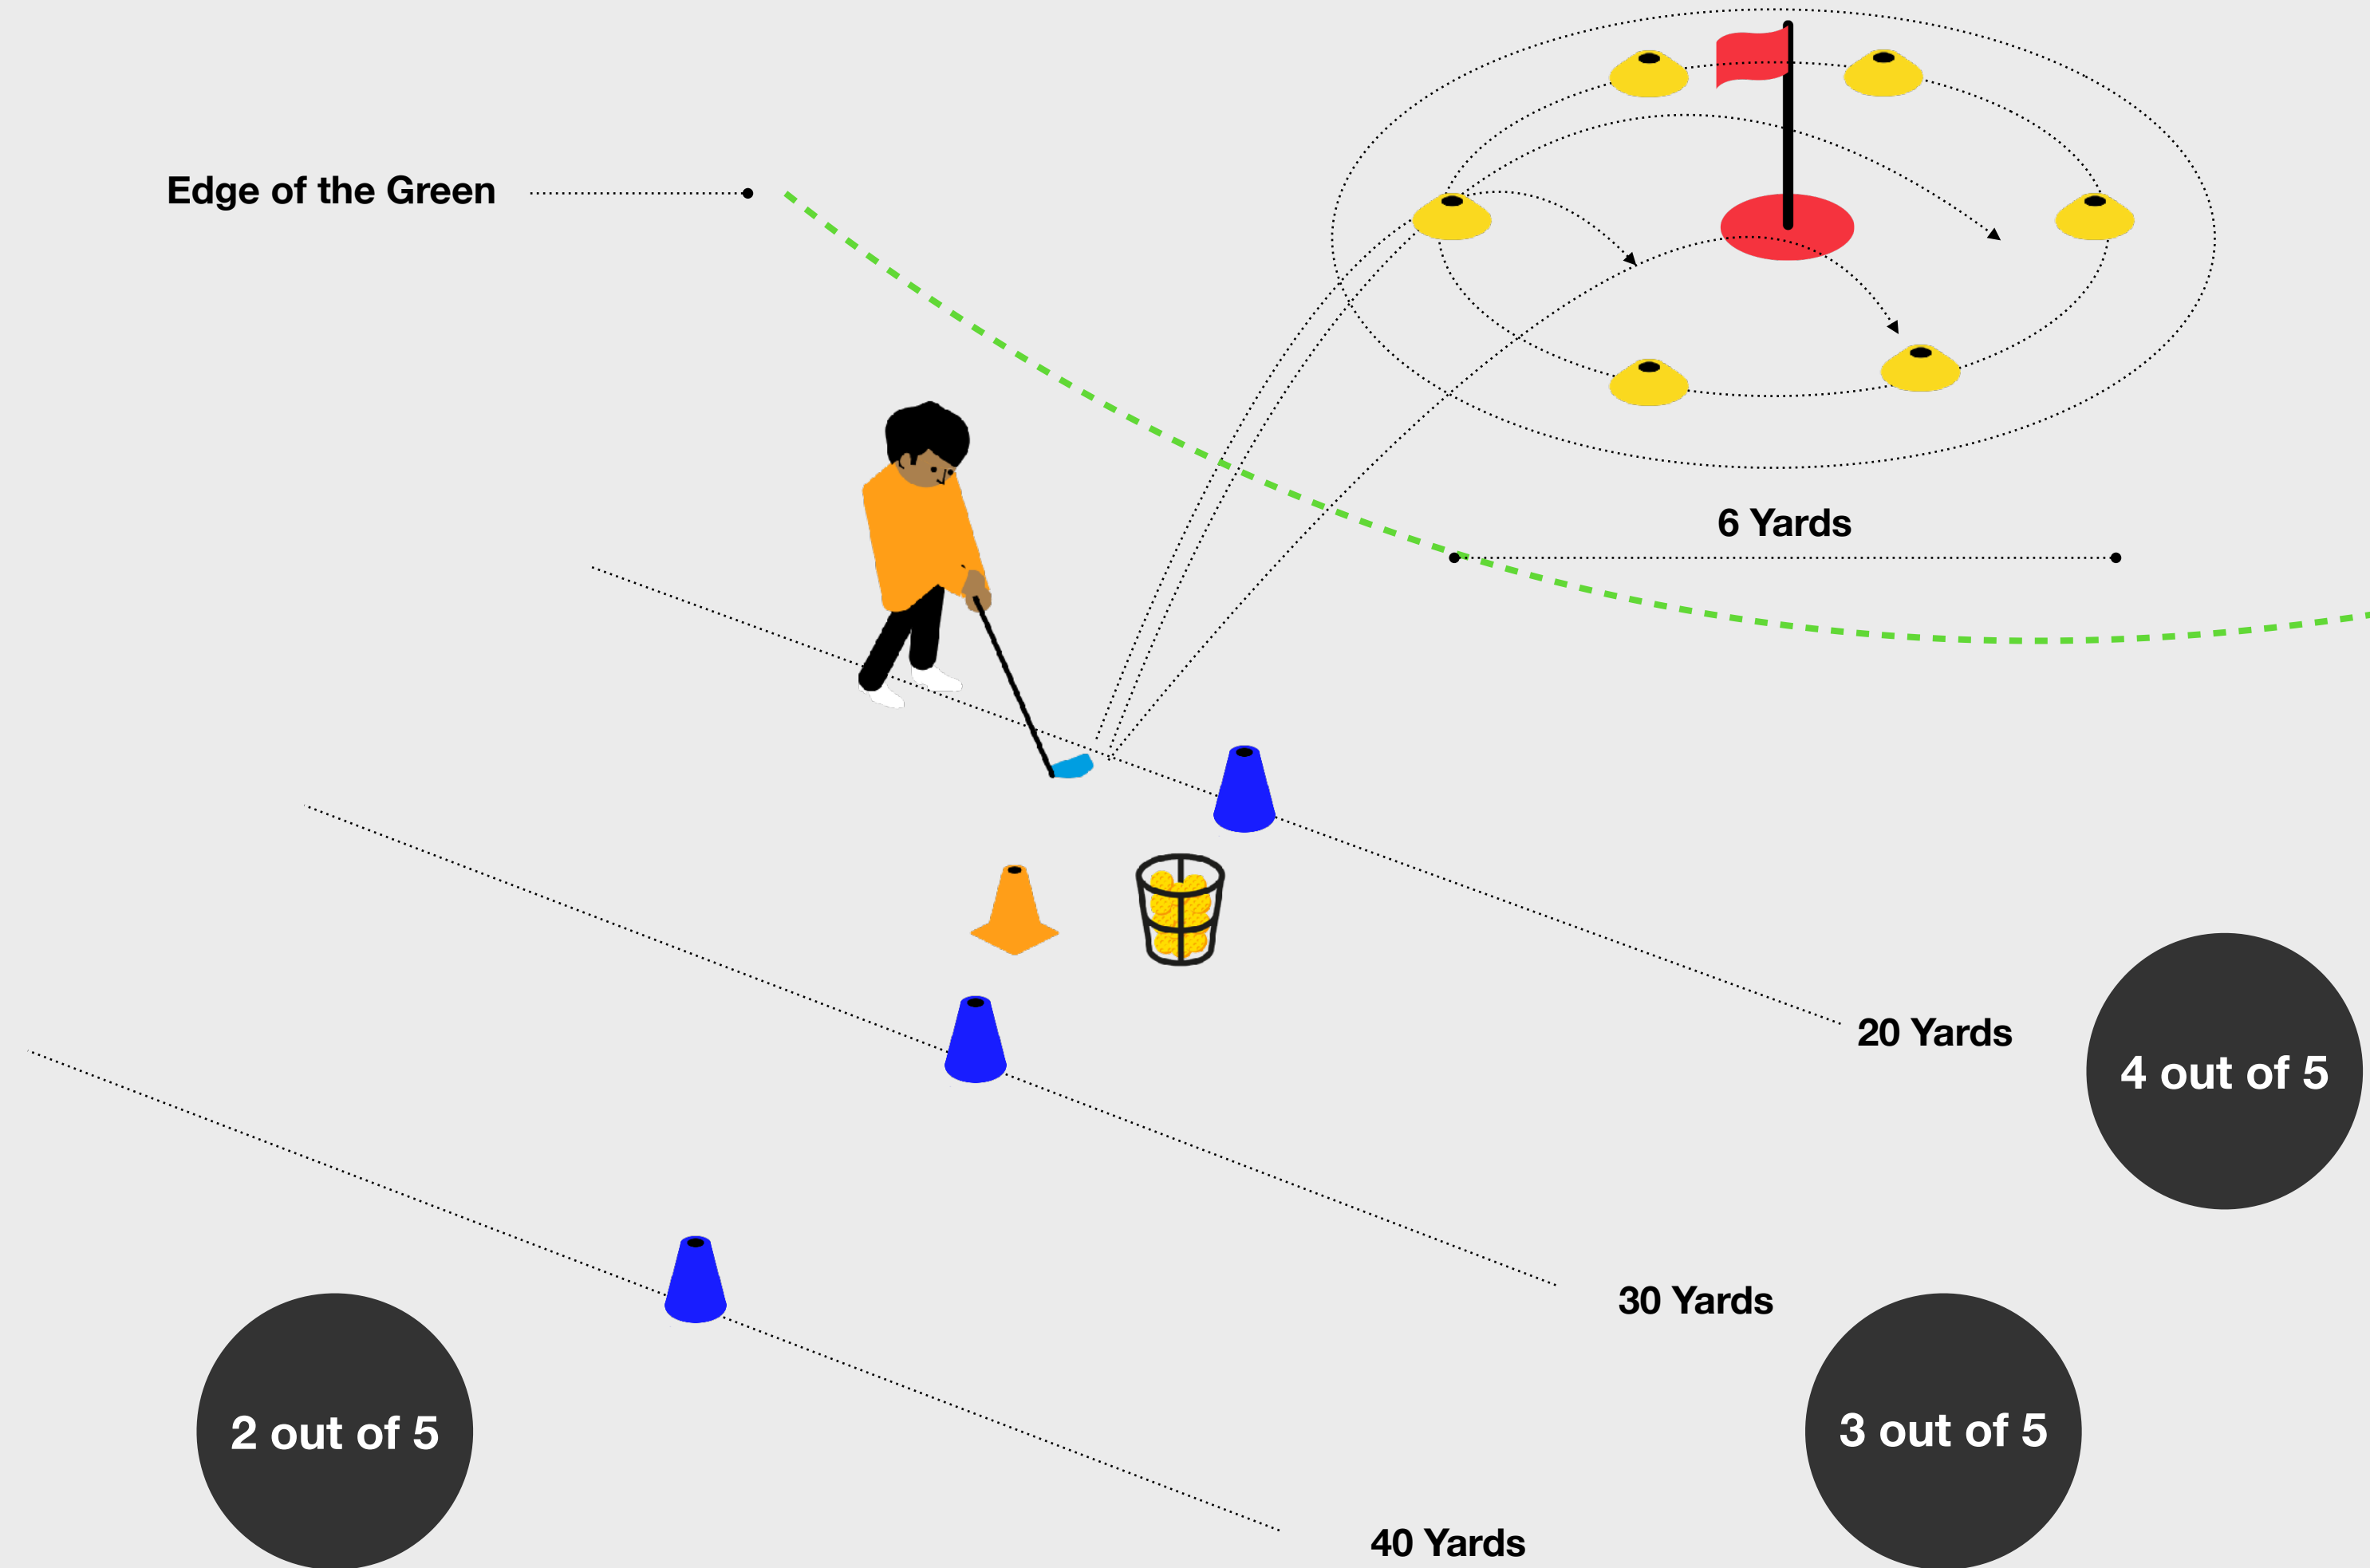 Edge of the Green
6 Yards
20 Yards
4 out of 5
30 Yards
3 out of 5
2 out of 5
40 Yards